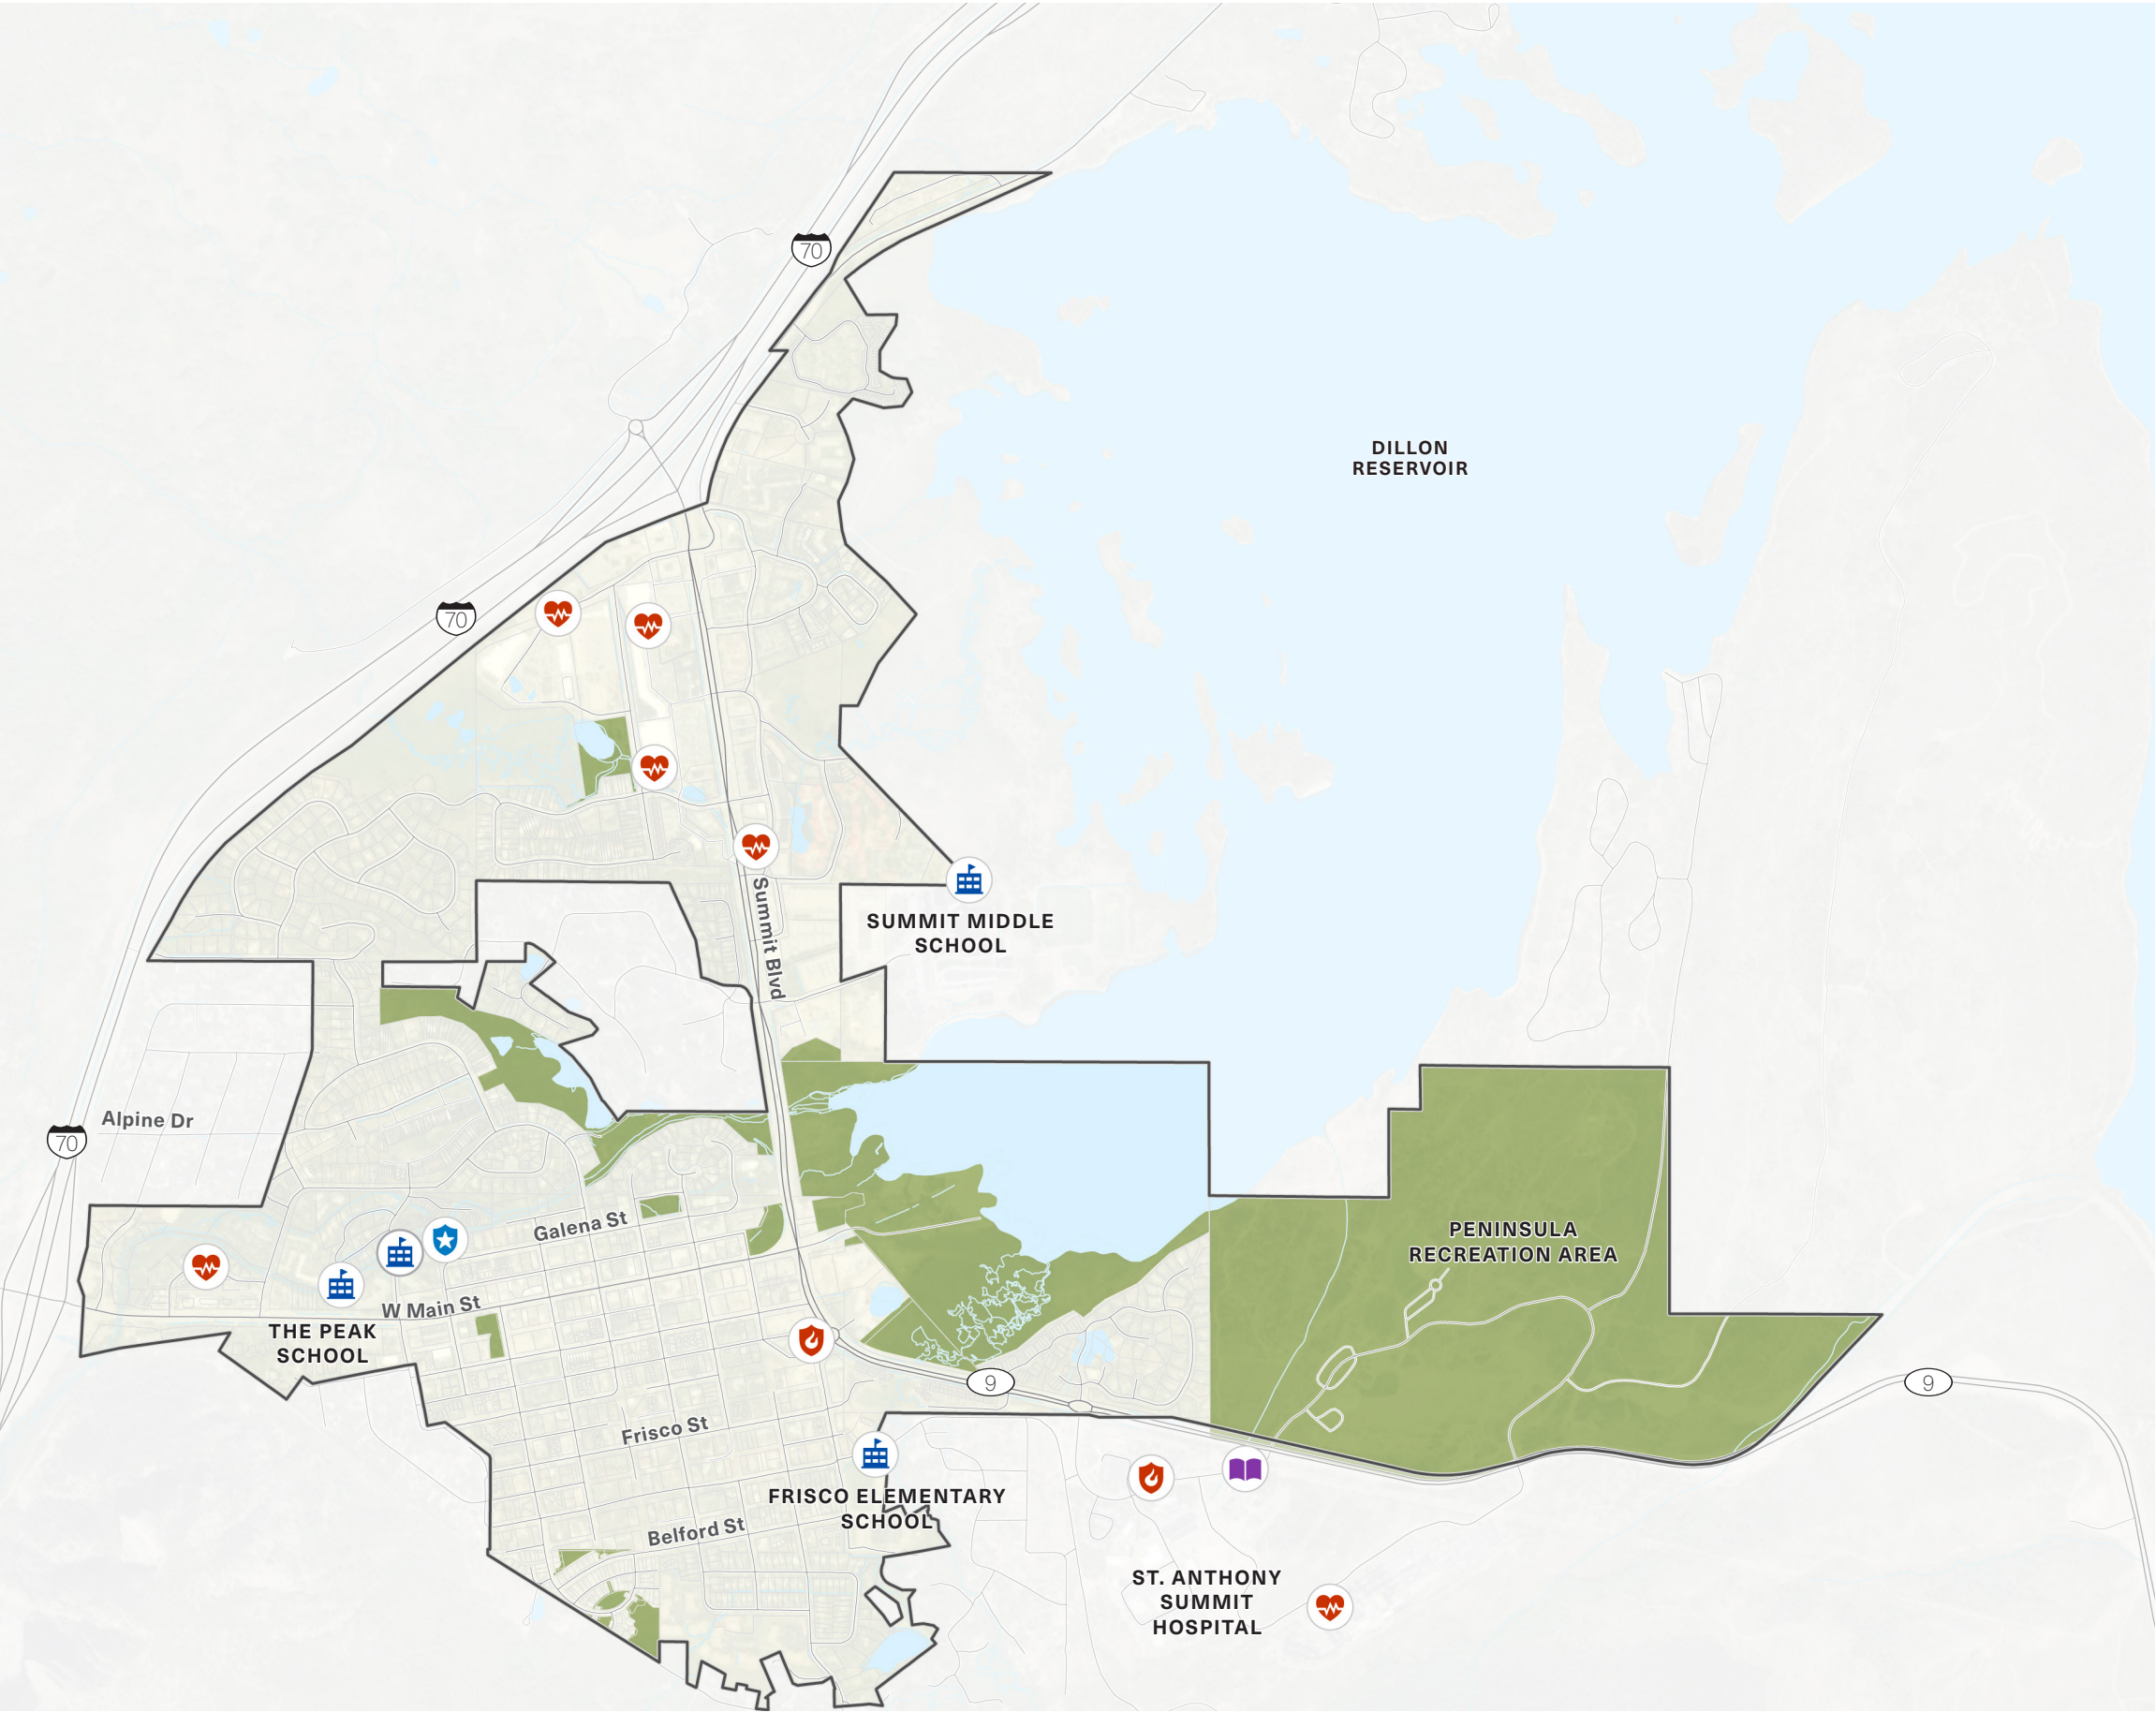 70
DILLON
RESERVOIR
70
Summit Blvd
SUMMIT MIDDLE
SCHOOL
Alpine Dr
70
Galena St
PENINSULA
RECREATION AREA
W Main St
THE PEAK
SCHOOL
9
9
Frisco St
FRISCO ELEMENTARY
SCHOOL
Belford St
ST. ANTHONY
SUMMIT
HOSPITAL